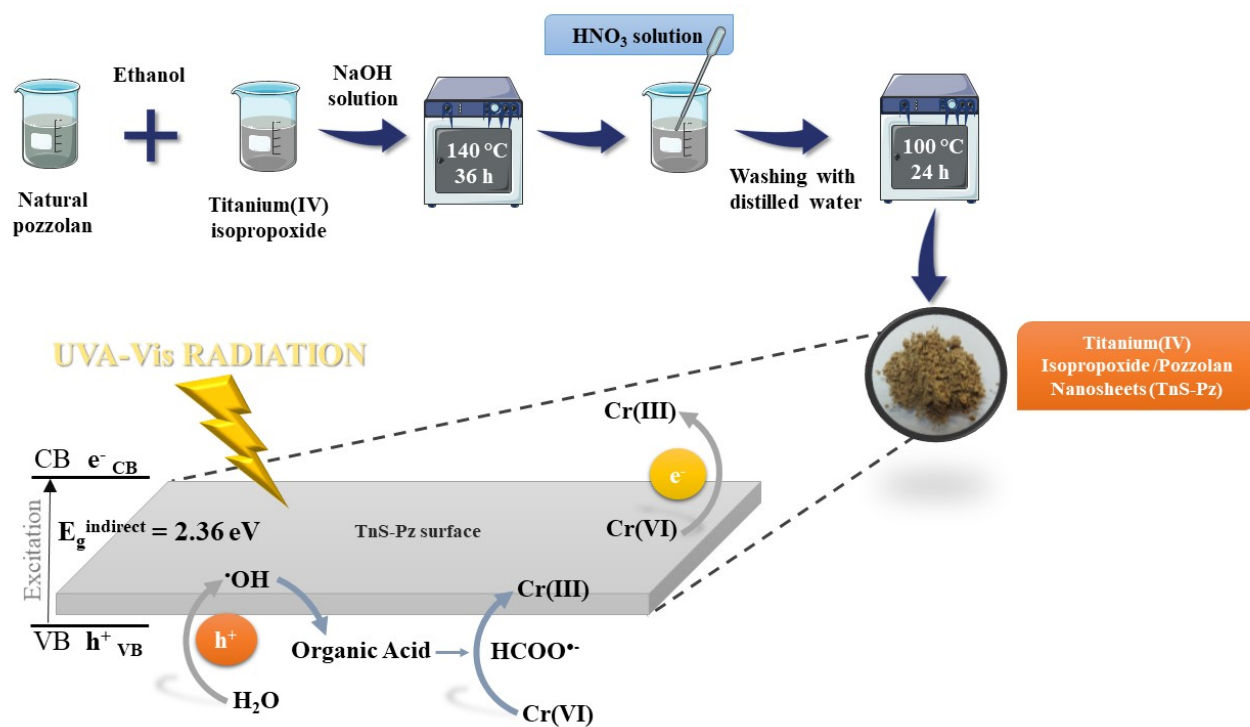 HNO₃ solution
Ethanol
NaOH
solution
140 °C
36 h
100 °C
24 h
Natural
pozzolan
Titanium(IV)
isopropoxide
Washing with
distilled water
Titanium(IV)
Isopropoxide /Pozzolan
Nanosheets (TnS-Pz)
UVA-Vis RADIATION
Cr(III)
CB e⁻ CB
e⁻
Excitation
E_g^indirect = 2.36 eV
TnS-Pz surface
Cr(VI)
•OH
Cr(III)
VB h⁺ VB
h⁺
Organic Acid
HCOO•-
H₂O
Cr(VI)